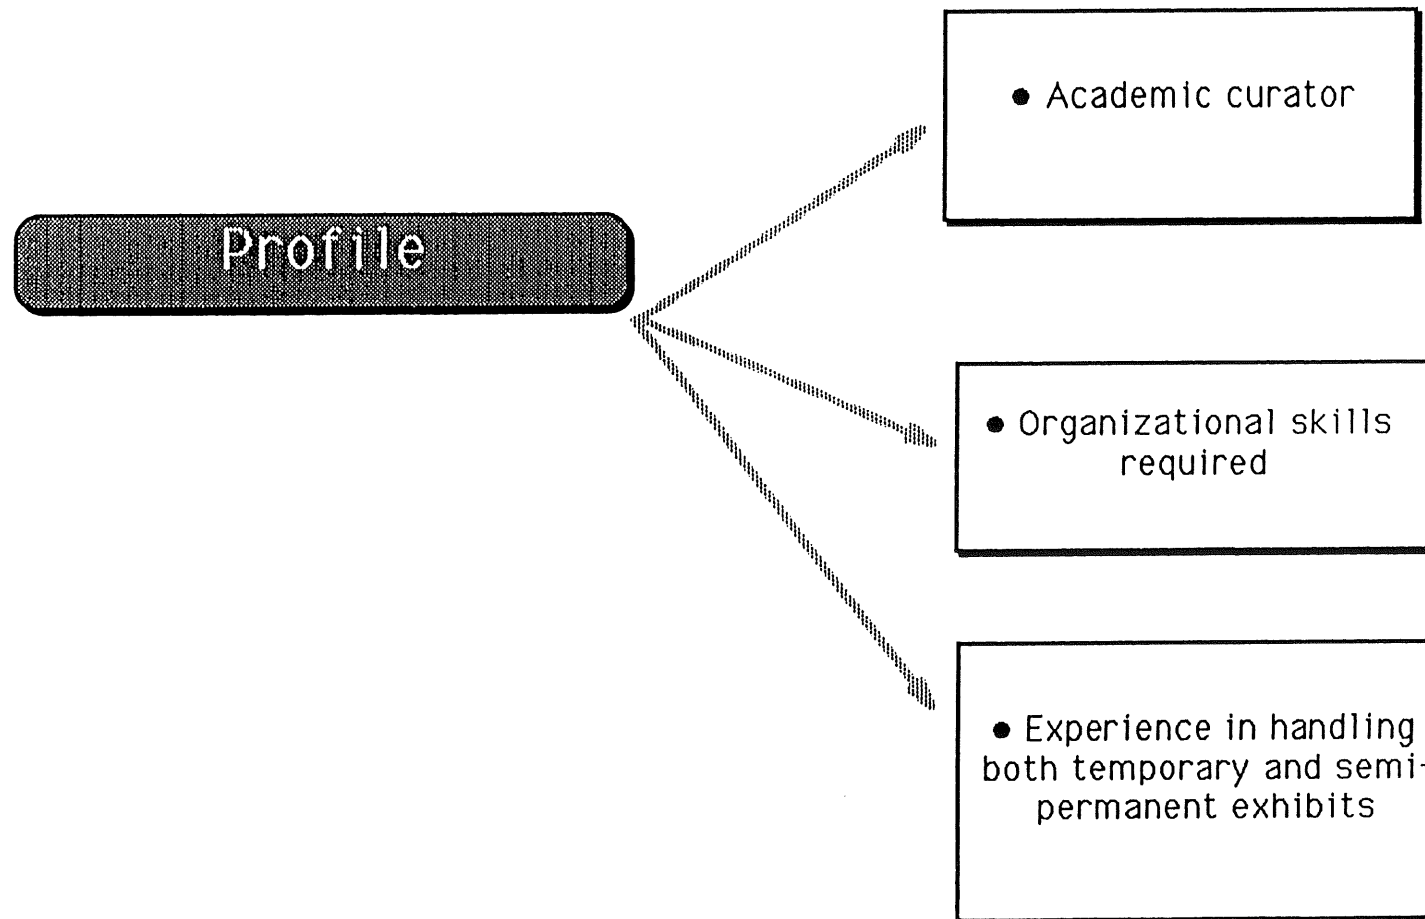 Profile
● Academic curator
● Organizational skills
required
● Experience in handling
both temporary and semi-
permanent exhibits